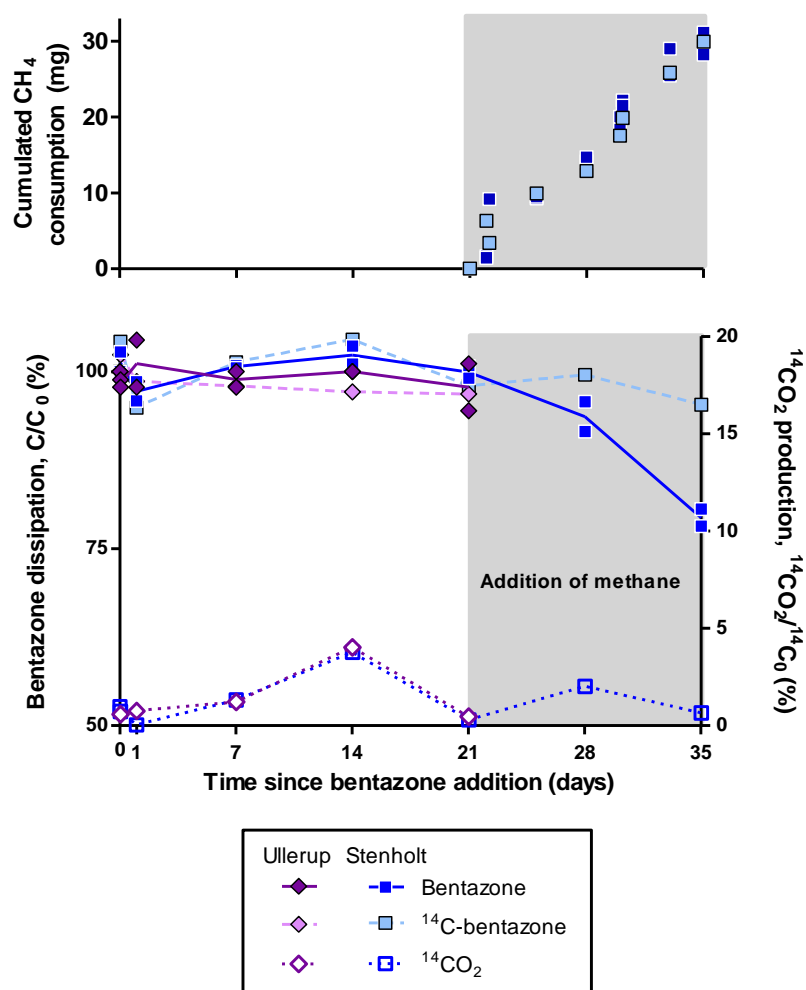 Cumulated CH4
consumption (mg)
30
20
10
0
Bentazone dissipation, C/C0 (%)
100
75
50
14CO2 production, 14CO2/14C0 (%)
20
15
10
5
0
Addition of methane
0 1 7 14 21 28 35
Time since bentazone addition (days)
Ullerup Stenholt
Bentazone
14C-bentazone
14CO2